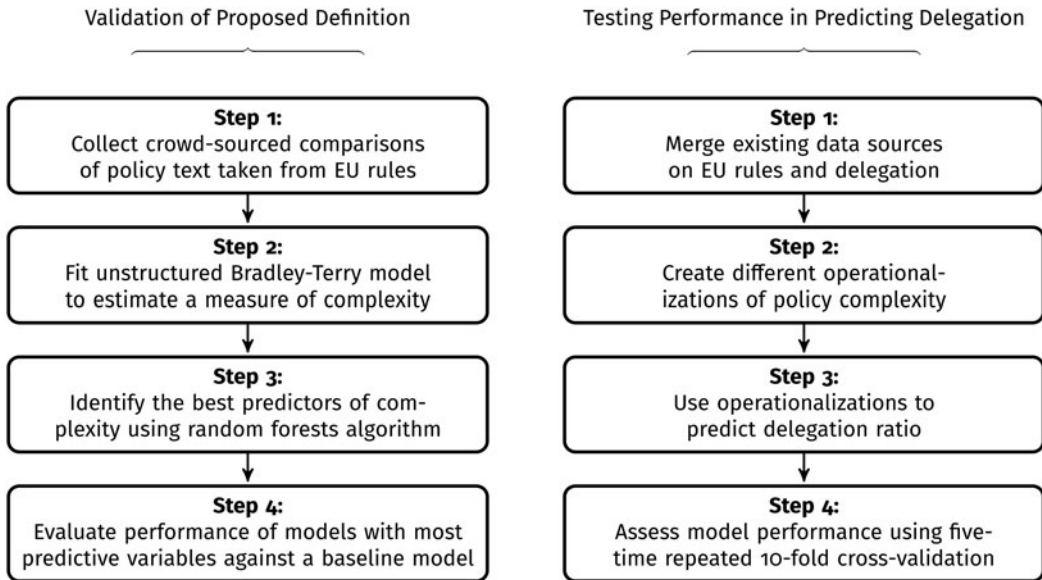 Validation of Proposed Definition
Step 1:
Collect crowd-sourced comparisons
of policy text taken from EU rules
Step 2:
Fit unstructured Bradley-Terry model
to estimate a measure of complexity
Step 3:
Identify the best predictors of com-
plexity using random forests algorithm
Step 4:
Evaluate performance of models with most
predictive variables against a baseline model
Testing Performance in Predicting Delegation
Step 1:
Merge existing data sources
on EU rules and delegation
Step 2:
Create different operational-
izations of policy complexity
Step 3:
Use operationalizations to
predict delegation ratio
Step 4:
Assess model performance using five-
time repeated 10-fold cross-validation